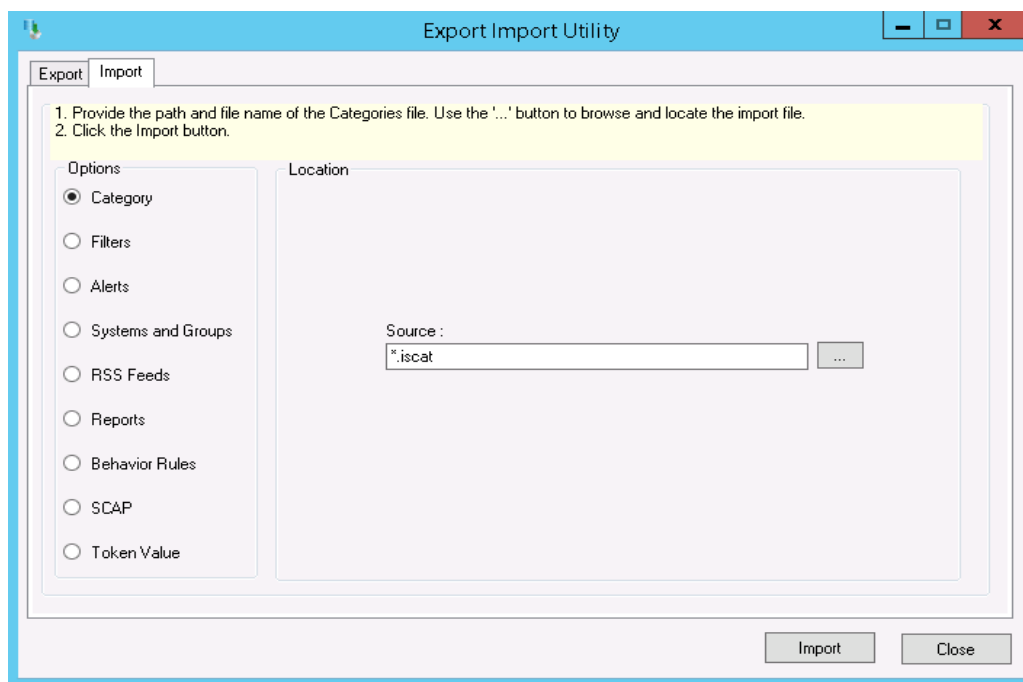 Export Import Utility
Export
Import
1. Provide the path and file name of the Categories file. Use the '...' button to browse and locate the import file.
2. Click the Import button.
Options
Category
Filters
Alerts
Systems and Groups
RSS Feeds
Reports
Behavior Rules
SCAP
Token Value
Location
Source :
*.iscat
...
Import
Close